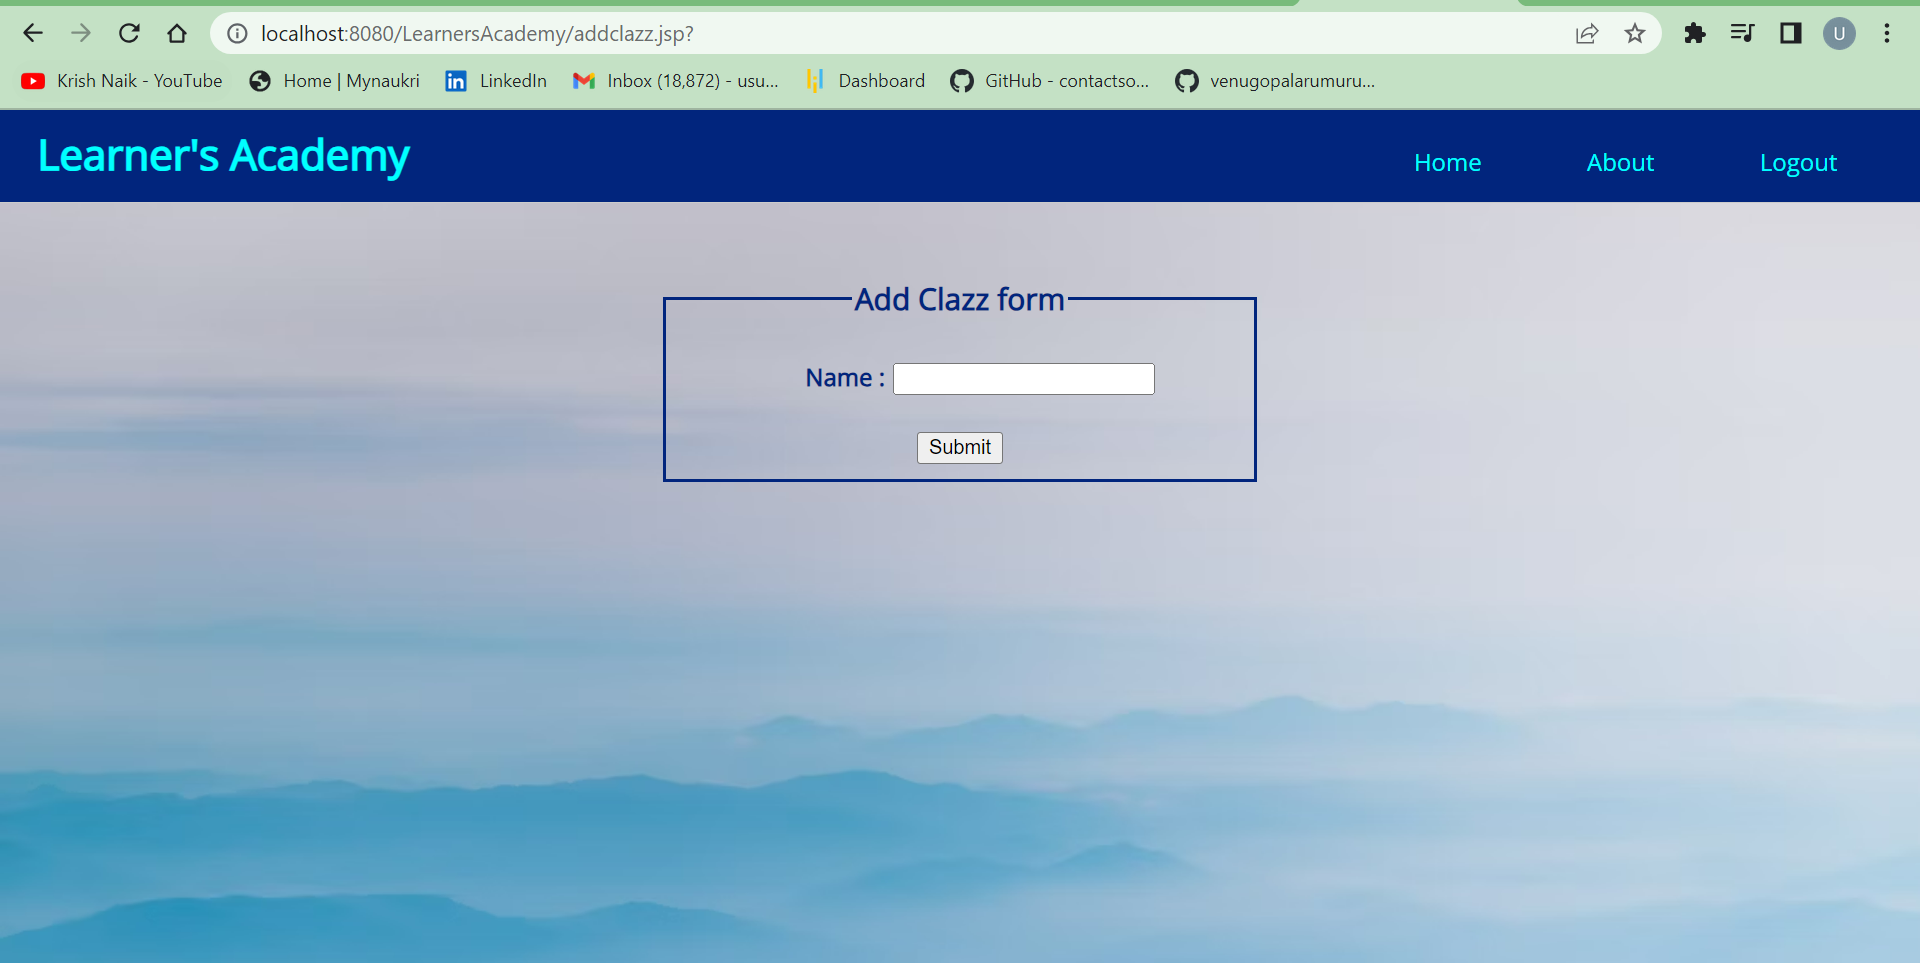 localhost:8080/LearnersAcademy/addclazz.jsp?
U
Krish Naik - YouTube Home | Mynaukri LinkedIn Inbox (18,872) - usu... Dashboard GitHub - contactso... venugopalarumuru...
Learner's Academy Home About Logout
Add Clazz form
Name :
Submit